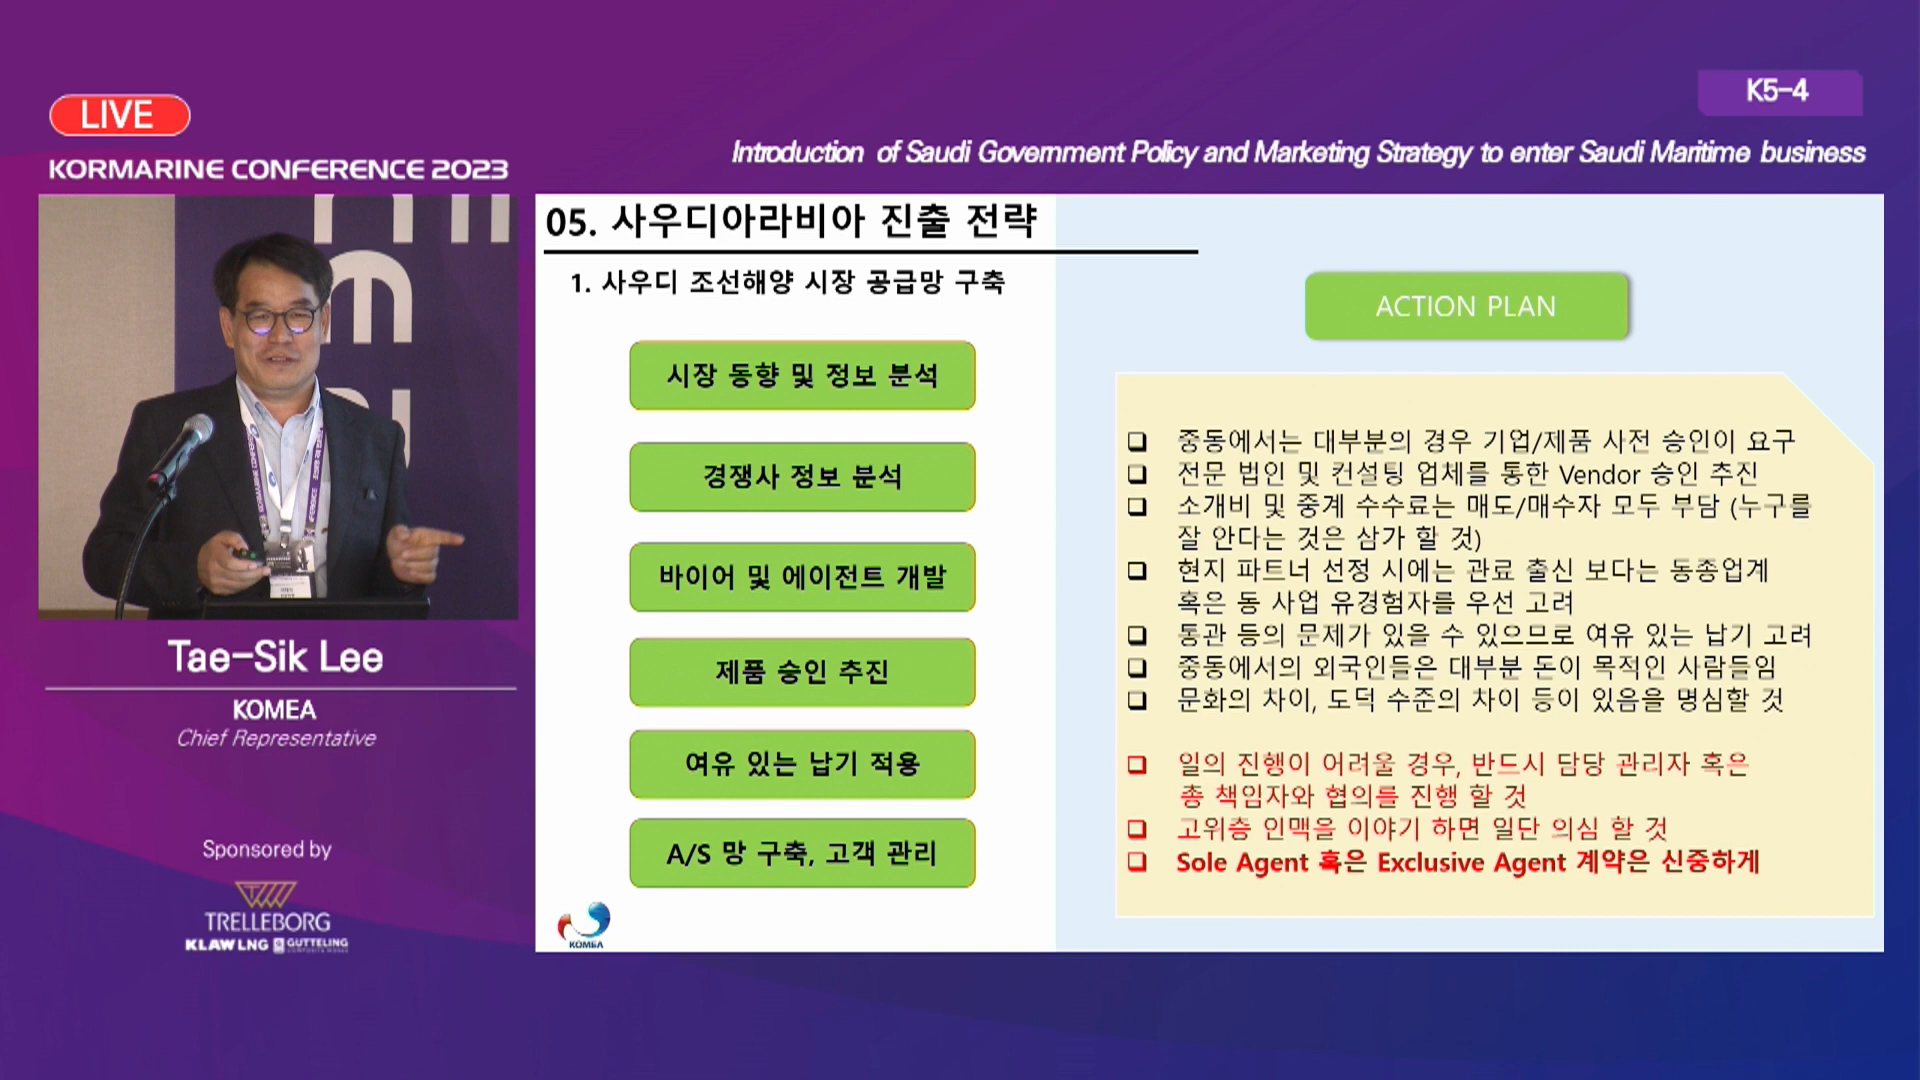 LIVE
KORMARINE CONFERENCE 2023
K5-4
Introduction of Saudi Government Policy and Marketing Strategy to enter Saudi Maritime business
05. 사우디아라비아 진출 전략
1. 사우디 조선해양 시장 공급망 구축
시장 동향 및 정보 분석
경쟁사 정보 분석
바이어 및 에이전트 개발
제품 승인 추진
여유 있는 납기 적용
A/S 망 구축, 고객 관리
KOMEA
ACTION PLAN
중동에서는 대부분의 경우 기업/제품 사전 승인이 요구
전문 법인 및 컨설팅 업체를 통한 Vendor 승인 추진
소개비 및 중계 수수료는 매도/매수자 모두 부담 (누구를
잘 안다는 것은 삼가 할 것)
현지 파트너 선정 시에는 관료 출신 보다는 동종업계
혹은 동 사업 유경험자를 우선 고려
통관 등의 문제가 있을 수 있으므로 여유 있는 납기 고려
중동에서의 외국인들은 대부분 돈이 목적인 사람들임
문화의 차이, 도덕 수준의 차이 등이 있음을 명심할 것
일의 진행이 어려울 경우, 반드시 담당 관리자 혹은
총 책임자와 협의를 진행 할 것
고위층 인맥을 이야기 하면 일단 의심 할 것
Sole Agent 혹은 Exclusive Agent 계약은 신중하게
Tae-Sik Lee
KOMEA
Chief Representative
Sponsored by
TRELLEBORG
KLAW LNG GUTTELING